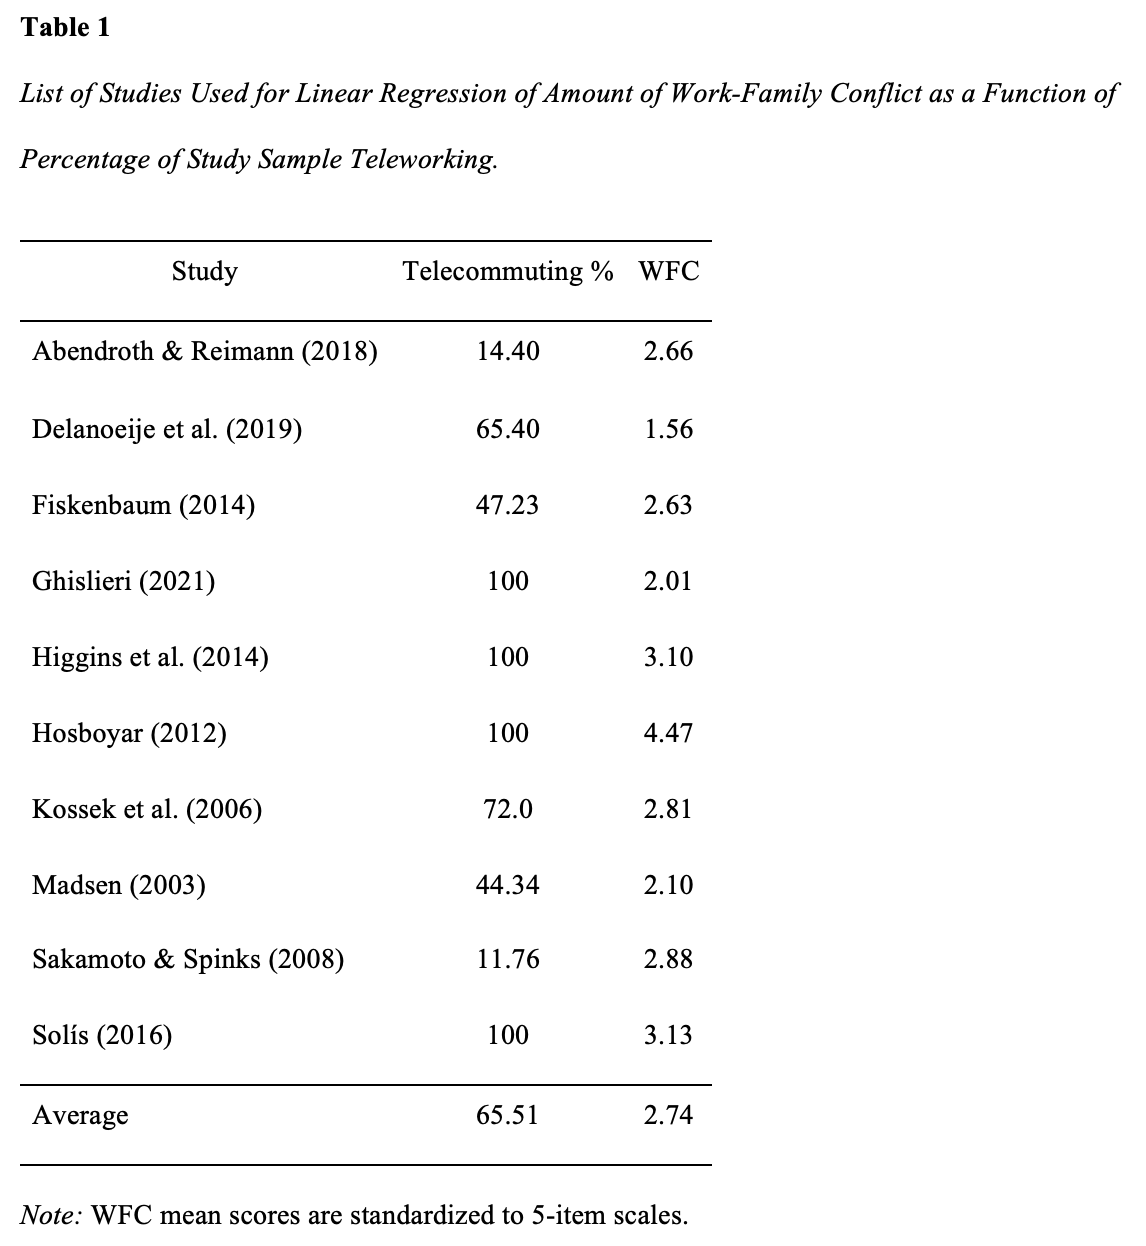 Table 1
List of Studies Used for Linear Regression of Amount of Work-Family Conflict as a Function of
Percentage of Study Sample Teleworking.
Study Telecommuting % WFC
Abendroth & Reimann (2018) 14.40 2.66
Delanoeije et al. (2019) 65.40 1.56
Fiskenbaum (2014) 47.23 2.63
Ghislieri (2021) 100 2.01
Higgins et al. (2014) 100 3.10
Hosboyar (2012) 100 4.47
Kossek et al. (2006) 72.0 2.81
Madsen (2003) 44.34 2.10
Sakamoto & Spinks (2008) 11.76 2.88
Solís (2016) 100 3.13
Average 65.51 2.74
Note: WFC mean scores are standardized to 5-item scales.